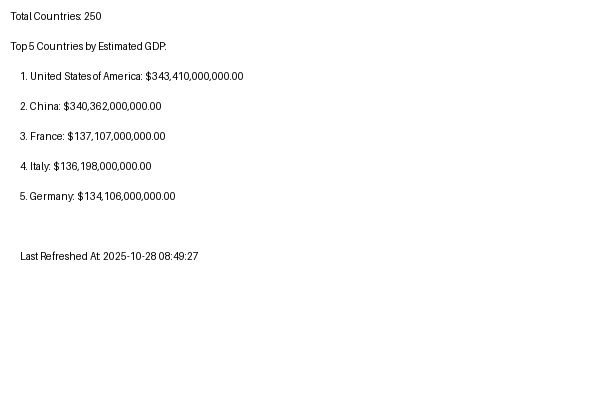 Total Countries: 250
Top 5 Countries by Estimated GDP:
1. United States of America: $343,410,000,000.00
2. China: $340,362,000,000.00
3. France: $137,107,000,000.00
4. Italy: $136,198,000,000.00
5. Germany: $134,106,000,000.00
Last Refreshed At: 2025-10-28 08:49:27